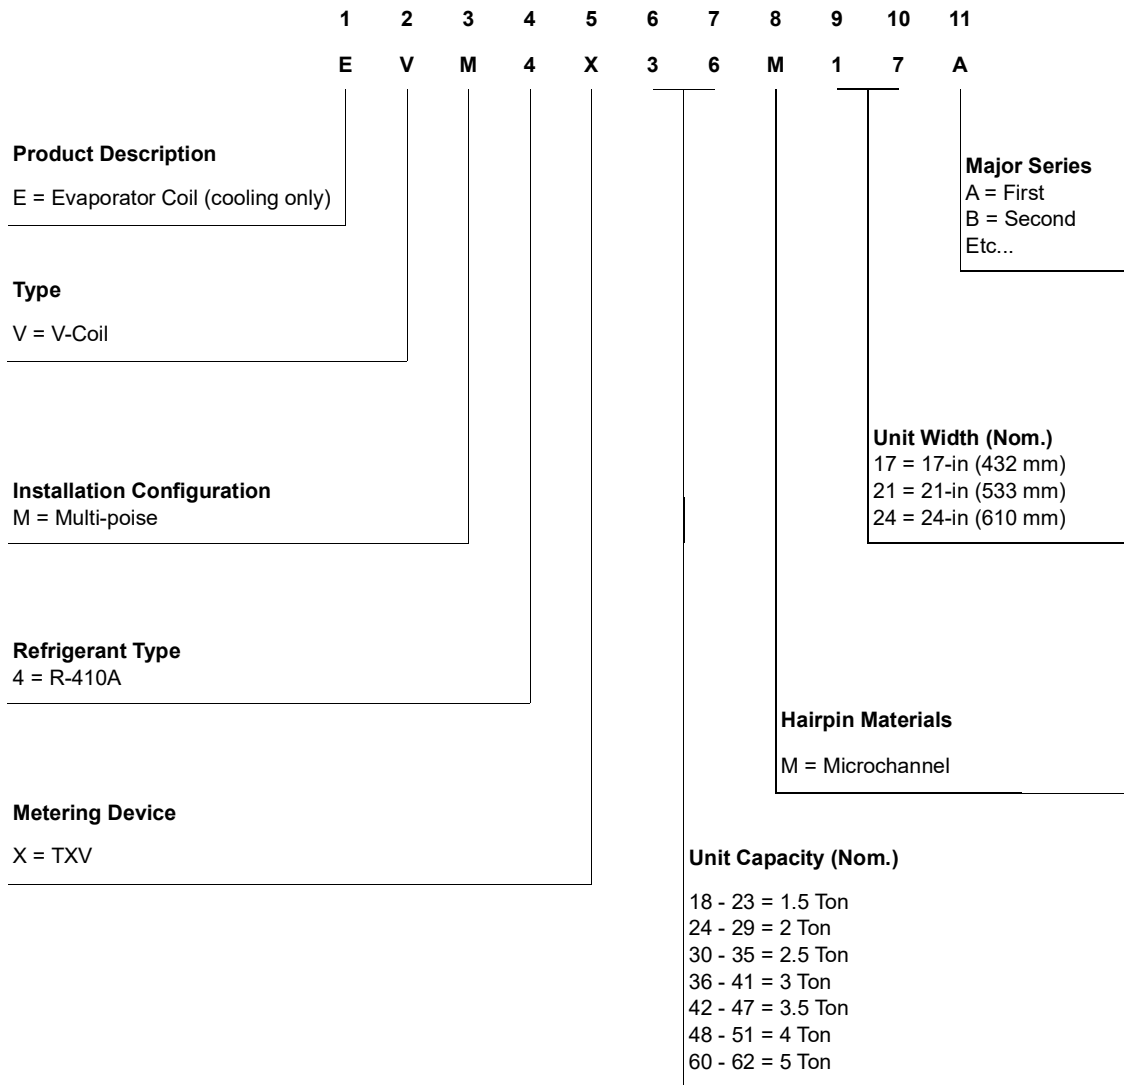 1 2 3 4 5 6 7 8 9 10 11
E V M 4 X 3 6 M 1 7 A
Product Description
E = Evaporator Coil (cooling only)
Major Series
A = First
B = Second
Etc...
Type
V = V-Coil
Unit Width (Nom.)
17 = 17-in (432 mm)
21 = 21-in (533 mm)
24 = 24-in (610 mm)
Installation Configuration
M = Multi-poise
Refrigerant Type
4 = R-410A
Hairpin Materials
M = Microchannel
Metering Device
X = TXV
Unit Capacity (Nom.)
18 - 23 = 1.5 Ton
24 - 29 = 2 Ton
30 - 35 = 2.5 Ton
36 - 41 = 3 Ton
42 - 47 = 3.5 Ton
48 - 51 = 4 Ton
60 - 62 = 5 Ton